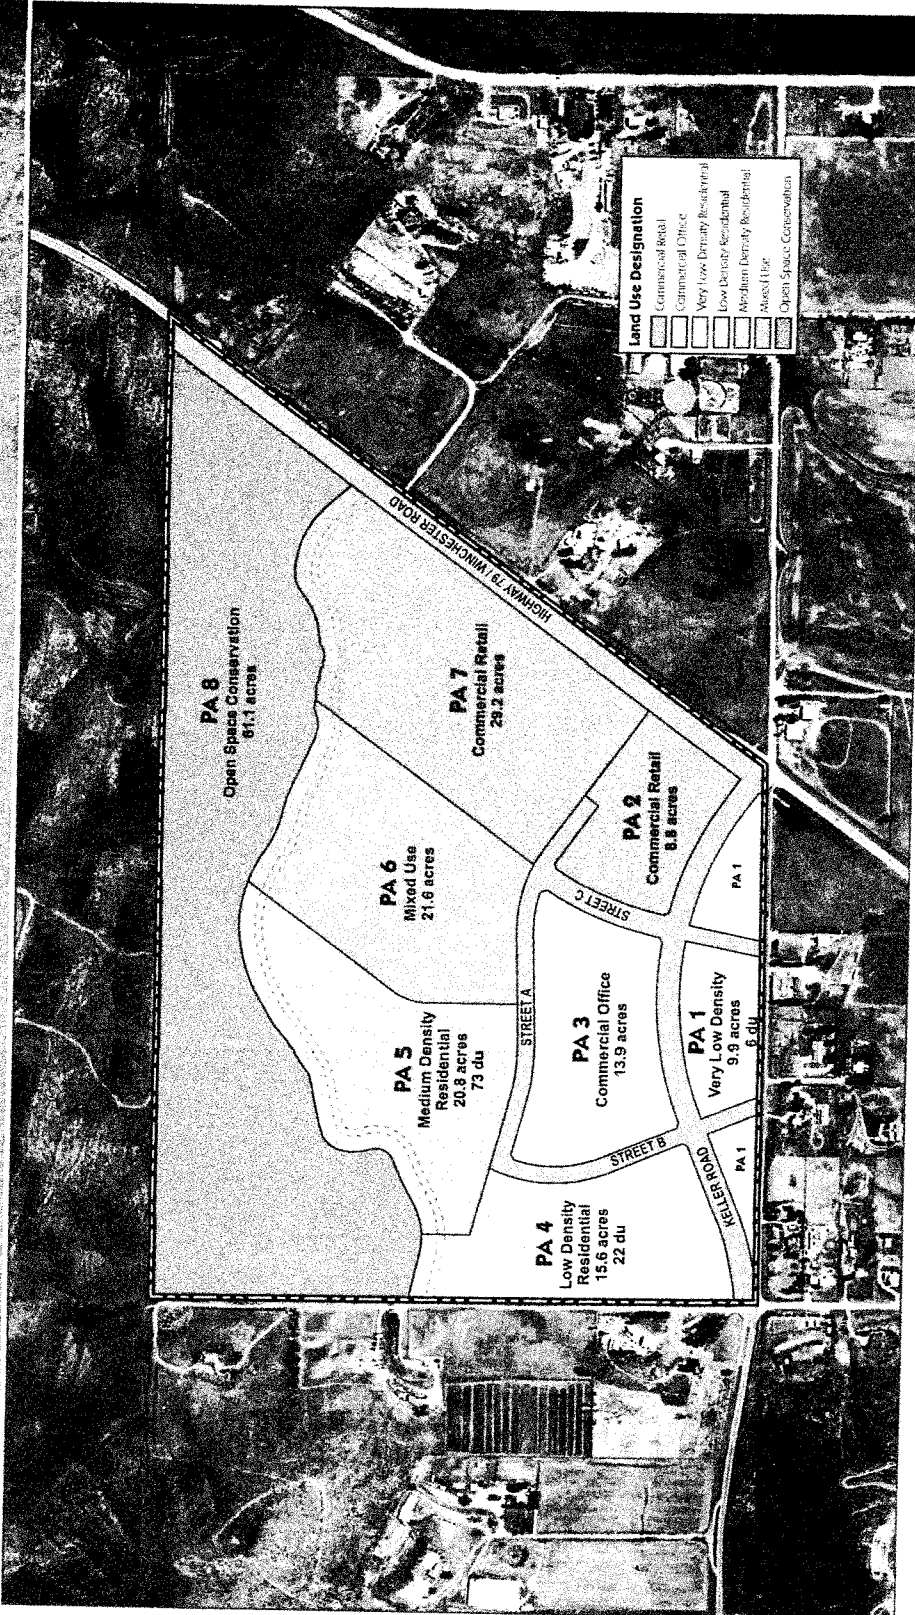 PA 8
Open Space Conservation
61.1 acres
PA 5
Medium Density
Residential
20.8 acres
73 du
PA 6
Mixed Use
21.6 acres
PA 7
Commercial Retail
29.2 acres
HIGHWAY 79 / WINCHESTER ROAD
STREET A
PA 4
Low Density
Residential
15.6 acres
22 du
STREET B
PA 3
Commercial Office
13.9 acres
STREET C
PA 2
Commercial Retail
8.8 acres
KELLER ROAD
PA 1
PA 1
Very Low Density
9.9 acres
6 du
PA 1
Land Use Designation
Commercial Retail
Commercial Office
Very Low Density Residential
Low Density Residential
Medium Density Residential
Mixed Use
Open Space Conservation